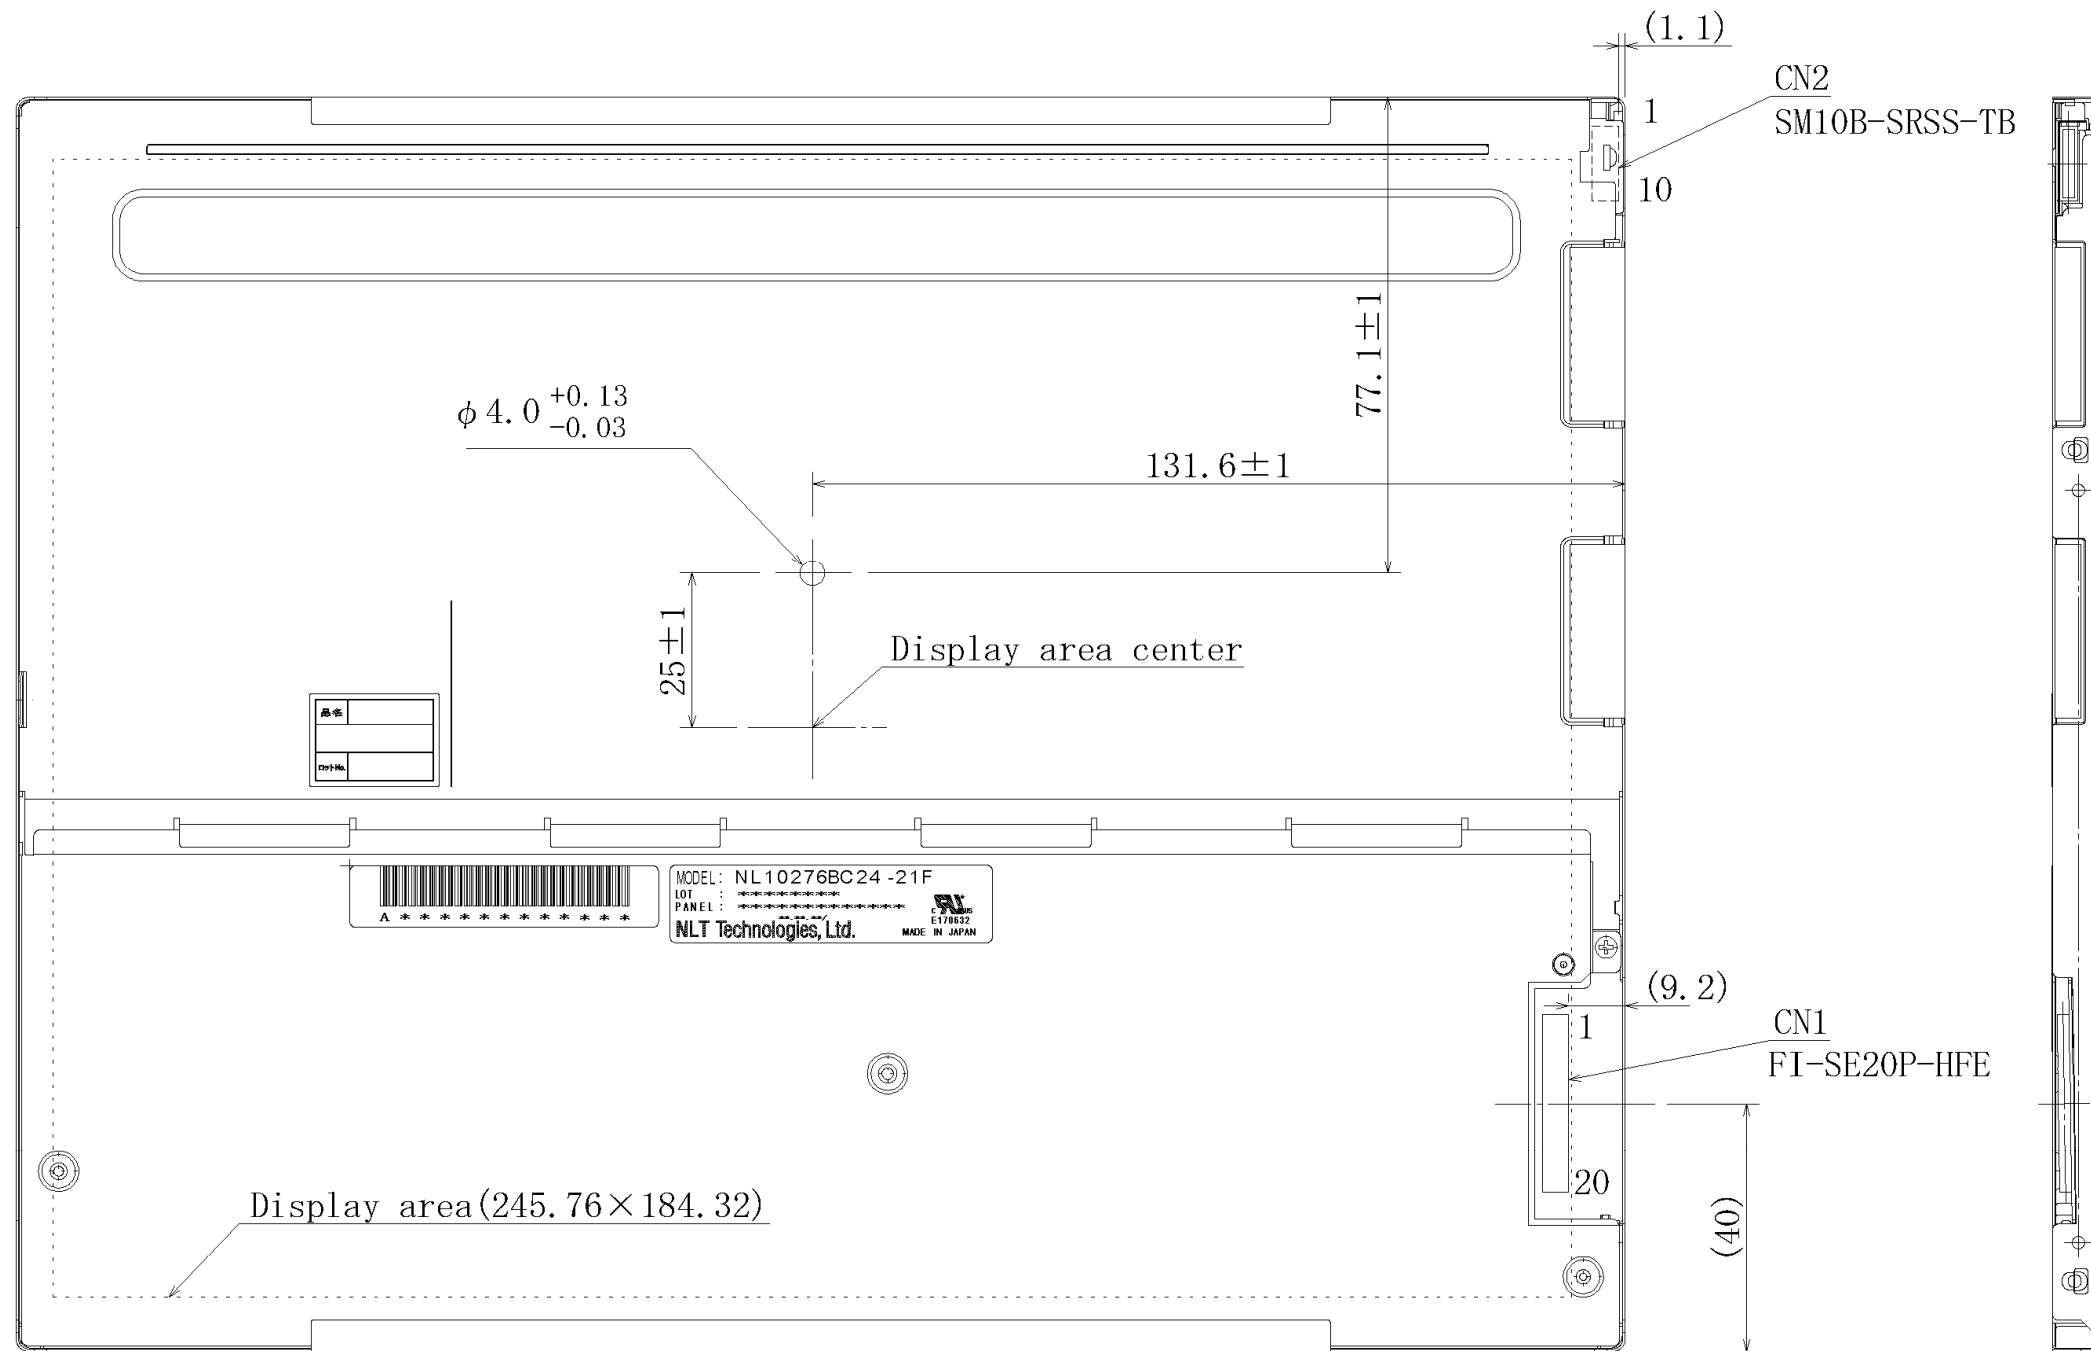 (1.1)
CN2
SM10B-SRSS-TB
1
10
77.1±1
φ4.0 +0.13
-0.03
131.6±1
25±1
Display area center
品名
ロットNo.
MODEL: NL10276BC24-21F
LOT : ************
PANEL:
A * * * * * * * * * * * *
NLT Technologies, Ltd.
c RU US
E170632
MADE IN JAPAN
(9.2)
1
CN1
FI-SE20P-HFE
20
Display area(245.76×184.32)
(40)